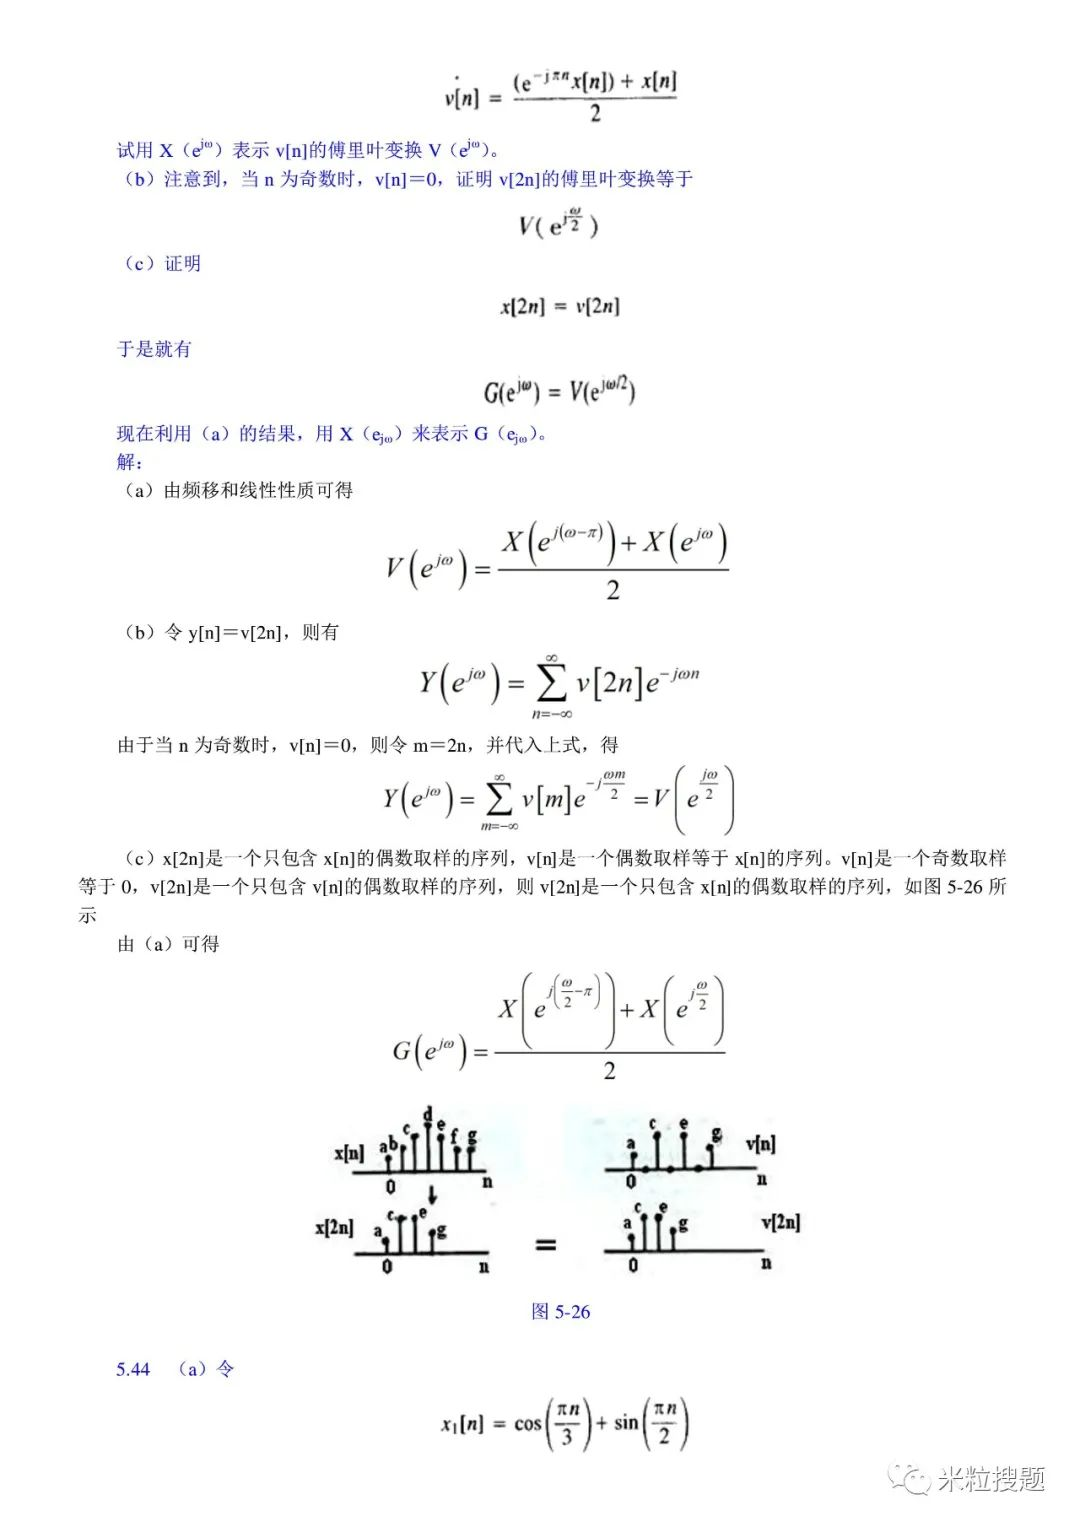 v[n] = ((e^{-jπn}x[n]) + x[n]) / 2
试用 X（e^{jω}）表示 v[n]的傅里叶变换 V（e^{jω}）。
（b）注意到，当 n 为奇数时，v[n]＝0，证明 v[2n]的傅里叶变换等于
V( e^{jω/2} )
（c）证明
x[2n] = v[2n]
于是就有
G(e^{jω}) = V(e^{jω/2})
现在利用（a）的结果，用 X（e_{jω}）来表示 G（e_{jω}）。
解：
（a）由频移和线性性质可得
V(e^{jω}) = (X(e^{j(ω−π)}) + X(e^{jω})) / 2
（b）令 y[n]＝v[2n]，则有
Y(e^{jω}) = ∑_{n=−∞}^{∞} v[2n]e^{−jωn}
由于当 n 为奇数时，v[n]＝0，则令 m＝2n，并代入上式，得
Y(e^{jω}) = ∑_{m=−∞}^{∞} v[m]e^{−jωm/2} = V(e^{jω/2})
（c）x[2n]是一个只包含 x[n]的偶数取样的序列，v[n]是一个偶数取样等于 x[n]的序列。v[n]是一个奇数取样
等于 0，v[2n]是一个只包含 v[n]的偶数取样的序列，则 v[2n]是一个只包含 x[n]的偶数取样的序列，如图 5-26 所
示
由（a）可得
G(e^{jω}) = (X(e^{j(ω/2−π)}) + X(e^{jω/2})) / 2
x[n] a b c d e f g
0 n
v[n] a c e g
0 n
x[2n] a c e g
0 n
=
v[2n] a c e g
0 n
图 5-26
5.44 （a）令
x₁[n] = cos(πn/3) + sin(πn/2)
米粒搜题